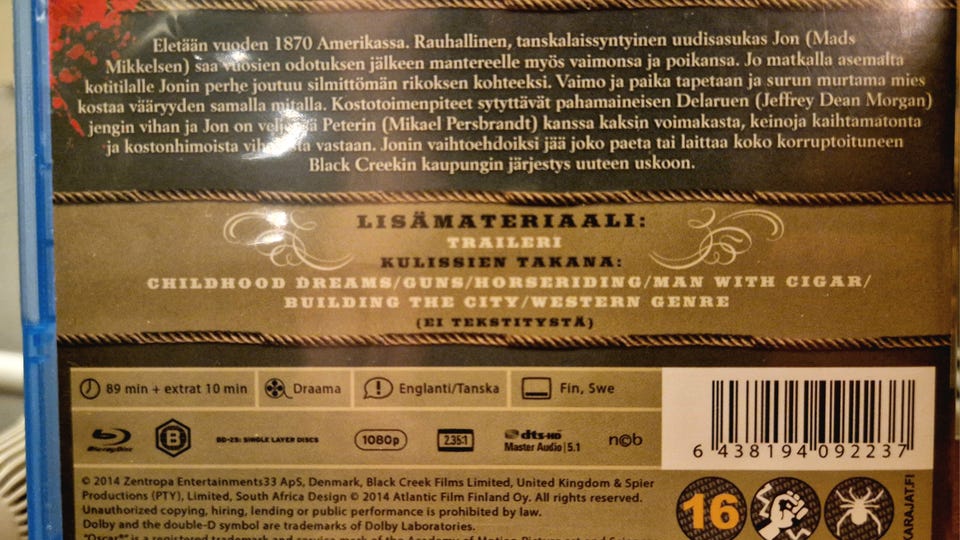 Eletään vuoden 1870 Amerikassa. Rauhallinen, tanskalaissyntyinen uudisasukas Jon (Mads
Mikkelsen) saa vuosien odotuksen jälkeen mantereelle myös vaimonsa ja poikansa. Jo matkalla asemalta
kotitilalle Jonin perhe joutuu silmittömän rikoksen kohteeksi. Vaimo ja poika tapetaan ja surun murtama mies
kostaa vääryyden samalla mitalla. Kostotoimenpiteet sytyttävät pahamaineisen Delaruen (Jeffrey Dean Morgan)
jengin vihan ja Jon on Peterin (Mikael Persbrandt) kanssa kaksin voimakasta, keinoja kaihtamatonta
ja kostonhimoista vastaan. Jonin vaihtoehdoiksi jää joko paeta tai laittaa koko korruptoituneen
Black Creekin kaupungin järjestys uuteen uskoon.
LISÄMATERIAALI:
TRAILERI
KULISSIEN TAKANA:
CHILDHOOD DREAMS/GUNS/HORSERIDING/MAN WITH CIGAR/
BUILDING THE CITY/WESTERN GENRE
(EI TEKSTITYSTÄ)
89 min + extrat 10 min Draama Englanti/Tanska Fin, Swe
Blu-ray Disc B BD-25: SINGLE LAYER DISCS 1080p 2.35:1 dts-HD Master Audio 5.1 n©b
6 438194 092237
© 2014 Zentropa Entertainments33 ApS, Denmark, Black Creek Films Limited, United Kingdom & Spier
Productions (PTY), Limited, South Africa Design © 2014 Atlantic Film Finland Oy. All rights reserved.
Unauthorized copying, hiring, lending or public performance is prohibited by law.
Dolby and the double-D symbol are trademarks of Dolby Laboratories.
16
KARAJAT.FI